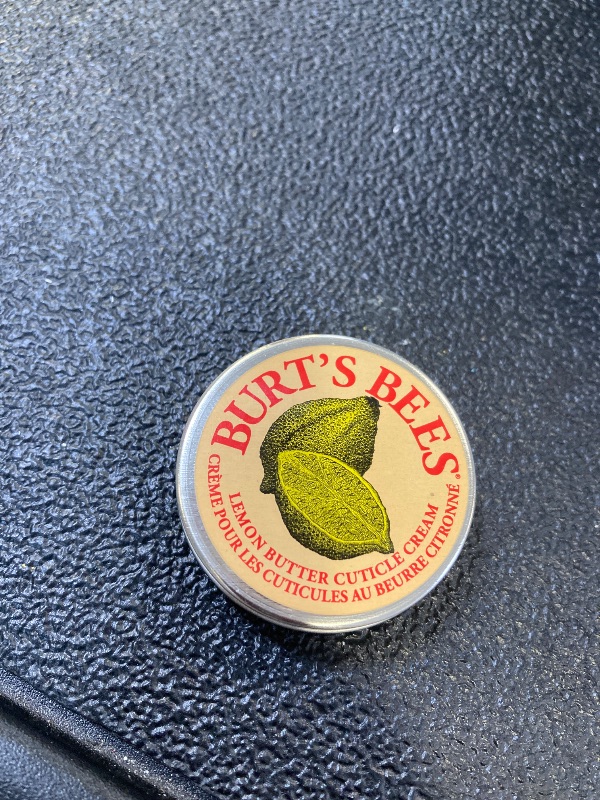 BURT'S BEES®
LEMON BUTTER CUTICLE CREAM
CRÈME POUR LES CUTICULES AU BEURRE CITRONNÉ